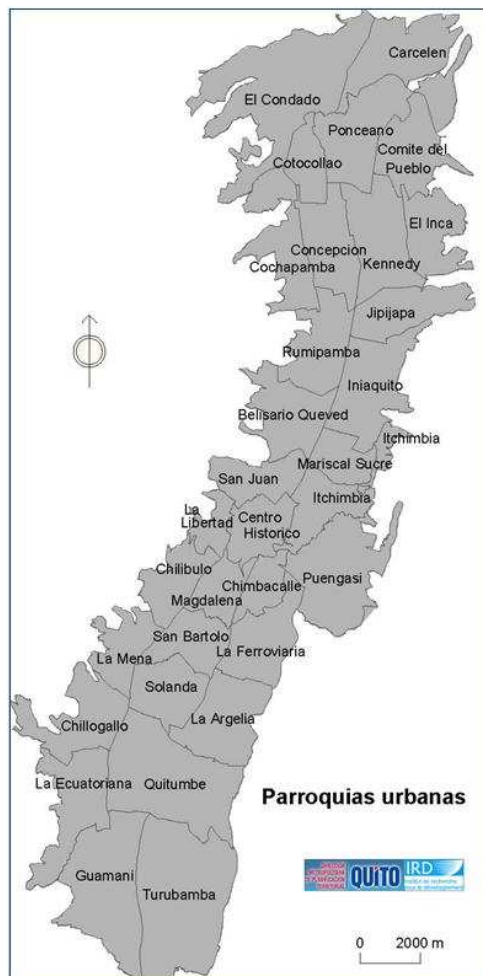 Carcelen
El Condado
Ponceano
Comite del
Pueblo
Cotocollao
El Inca
Concepcion
Cochapamba
Kennedy
Jipijapa
Rumipamba
Iniaquito
Belisario Queved
Itchimbia
Mariscal Sucre
San Juan
Itchimbia
La
Libertad
Centro
Historico
Chilibulo
Chimbacalle
Puengasi
Magdalena
San Bartolo
La Ferroviaria
La Mena
Solanda
La Argelia
Chillogallo
La Ecuatoriana
Quitumbe
Parroquias urbanas
Guamani
Turubamba
QUITO
IRD
0 2000 m